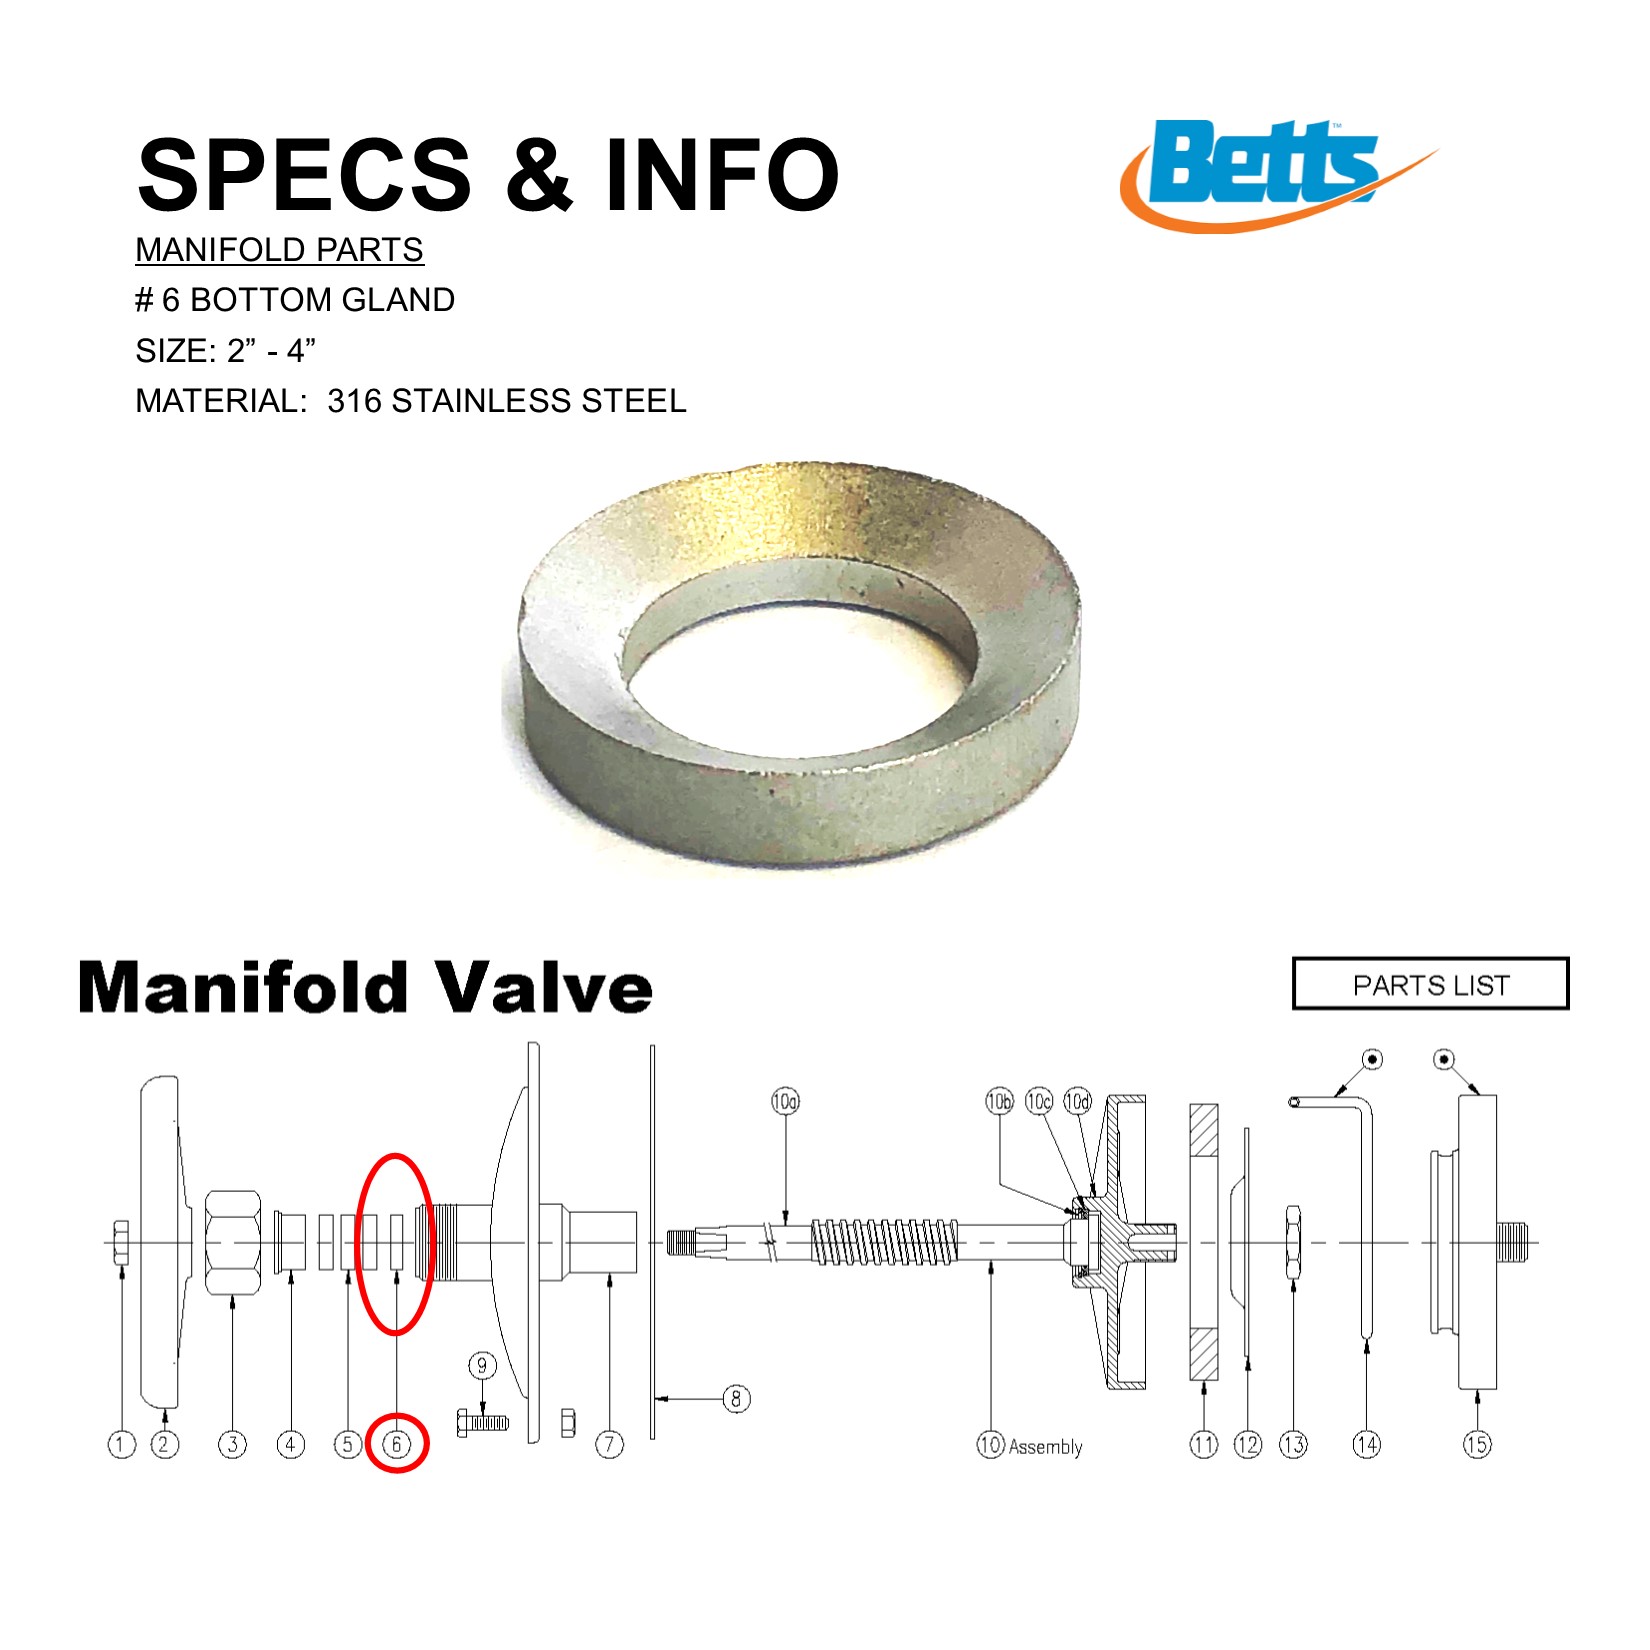 SPECS & INFO
Betts™
MANIFOLD PARTS
# 6 BOTTOM GLAND
SIZE: 2” - 4”
MATERIAL:  316 STAINLESS STEEL
Manifold Valve
PARTS LIST
10a
10b
10c
10d
9
8
1
2
3
4
5
6
7
10 Assembly
11
12
13
14
15